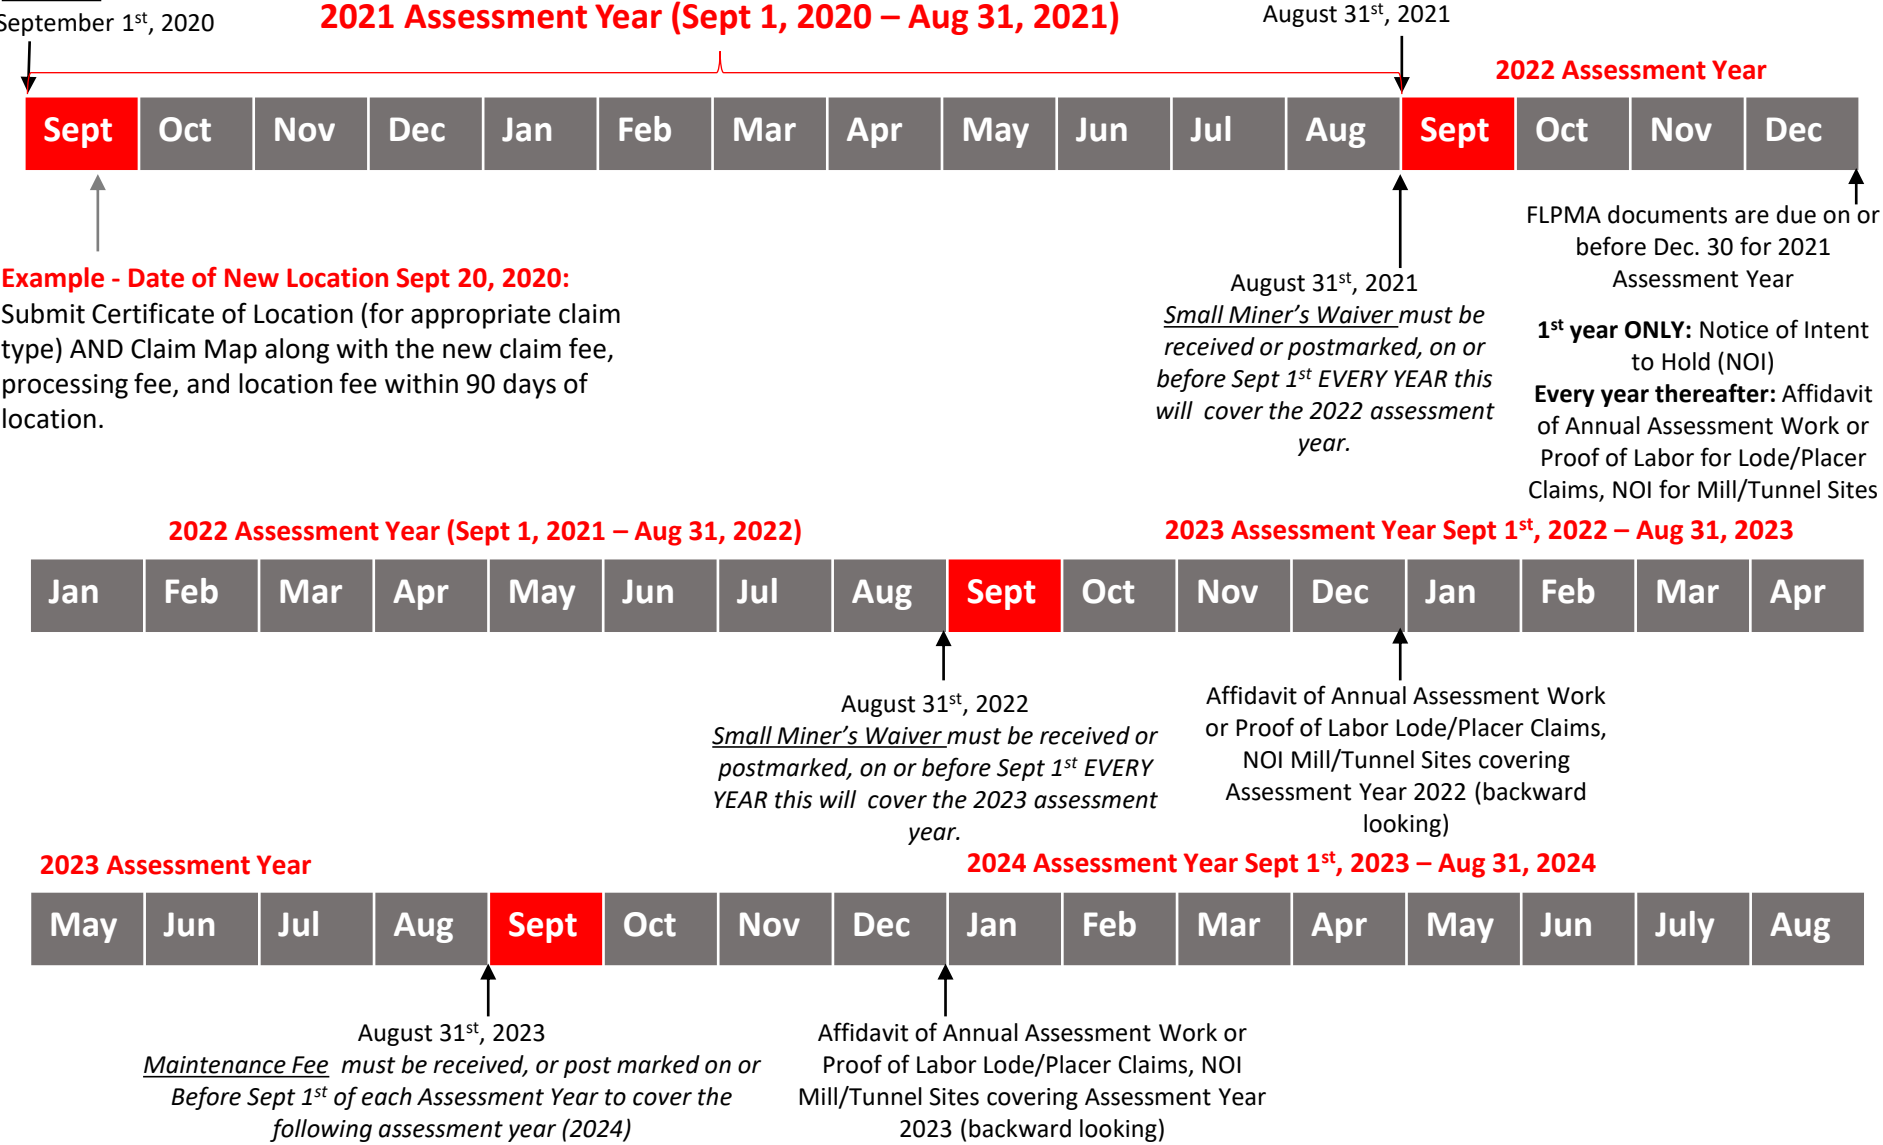 September 1st, 2020
2021 Assessment Year (Sept 1, 2020 – Aug 31, 2021)
August 31st, 2021
2022 Assessment Year
Sept Oct Nov Dec Jan Feb Mar Apr May Jun Jul Aug Sept Oct Nov Dec
Example - Date of New Location Sept 20, 2020:
Submit Certificate of Location (for appropriate claim
type) AND Claim Map along with the new claim fee,
processing fee, and location fee within 90 days of
location.
August 31st, 2021
Small Miner's Waiver must be
received or postmarked, on or
before Sept 1st EVERY YEAR this
will cover the 2022 assessment
year.
FLPMA documents are due on or
before Dec. 30 for 2021
Assessment Year
1st year ONLY: Notice of Intent
to Hold (NOI)
Every year thereafter: Affidavit
of Annual Assessment Work or
Proof of Labor for Lode/Placer
Claims, NOI for Mill/Tunnel Sites
2022 Assessment Year (Sept 1, 2021 – Aug 31, 2022)
2023 Assessment Year Sept 1st, 2022 – Aug 31, 2023
Jan Feb Mar Apr May Jun Jul Aug Sept Oct Nov Dec Jan Feb Mar Apr
August 31st, 2022
Small Miner's Waiver must be received or
postmarked, on or before Sept 1st EVERY
YEAR this will cover the 2023 assessment
year.
Affidavit of Annual Assessment Work
or Proof of Labor Lode/Placer Claims,
NOI Mill/Tunnel Sites covering
Assessment Year 2022 (backward
looking)
2023 Assessment Year
2024 Assessment Year Sept 1st, 2023 – Aug 31, 2024
May Jun Jul Aug Sept Oct Nov Dec Jan Feb Mar Apr May Jun July Aug
August 31st, 2023
Maintenance Fee must be received, or post marked on or
Before Sept 1st of each Assessment Year to cover the
following assessment year (2024)
Affidavit of Annual Assessment Work or
Proof of Labor Lode/Placer Claims, NOI
Mill/Tunnel Sites covering Assessment Year
2023 (backward looking)